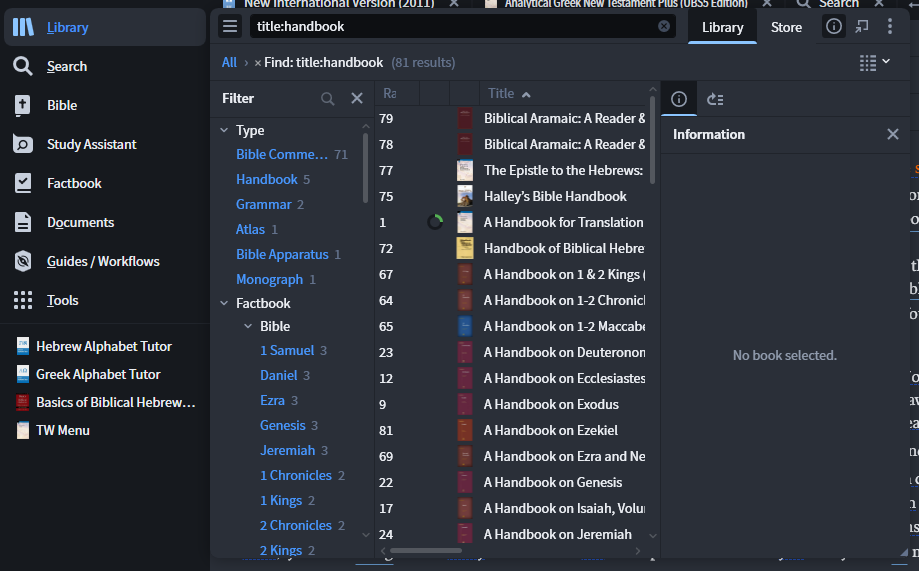 New International Version (2011)
Analytical Greek New Testament Plus (UBS5 Edition)
Search
Library
Search
Bible
Study Assistant
Factbook
Documents
Guides / Workflows
Tools
Hebrew Alphabet Tutor
Greek Alphabet Tutor
Basics of Biblical Hebrew…
TW Menu
title:handbook
Library
Store
All › × Find: title:handbook (81 results)
Filter
Type
Bible Comme… 71
Handbook 5
Grammar 2
Atlas 1
Bible Apparatus 1
Monograph 1
Factbook
Bible
1 Samuel 3
Daniel 3
Ezra 3
Genesis 3
Jeremiah 3
1 Chronicles 2
1 Kings 2
2 Chronicles 2
2 Kings 2
Ra Title
79 Biblical Aramaic: A Reader &
78 Biblical Aramaic: A Reader &
77 The Epistle to the Hebrews:
75 Halley's Bible Handbook
1 A Handbook for Translation
72 Handbook of Biblical Hebre
67 A Handbook on 1 & 2 Kings (
64 A Handbook on 1-2 Chronicl
65 A Handbook on 1-2 Maccabe
23 A Handbook on Deuteronon
12 A Handbook on Ecclesiastes
9 A Handbook on Exodus
81 A Handbook on Ezekiel
69 A Handbook on Ezra and Ne
22 A Handbook on Genesis
17 A Handbook on Isaiah, Volu
24 A Handbook on Jeremiah
Information
No book selected.